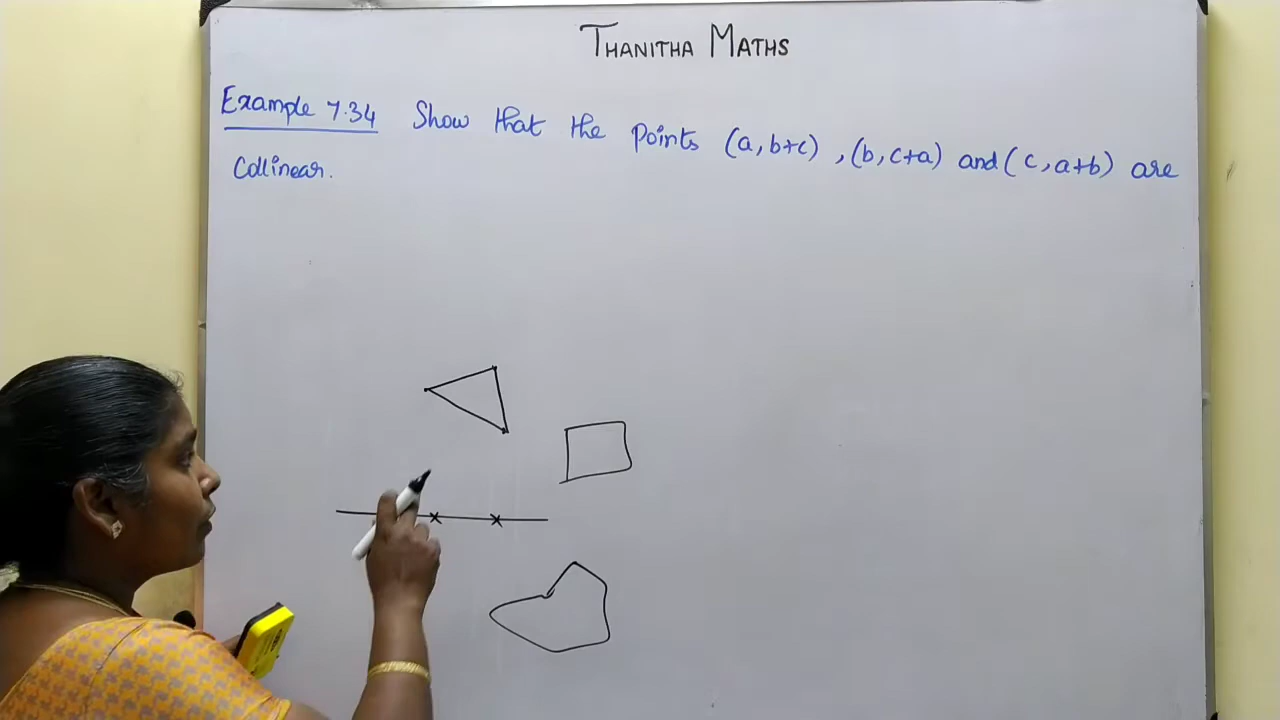 THANITHA MATHS
Example 7.34 Show that the points (a, b+c) , (b, c+a) and (c, a+b) are
Collinear.